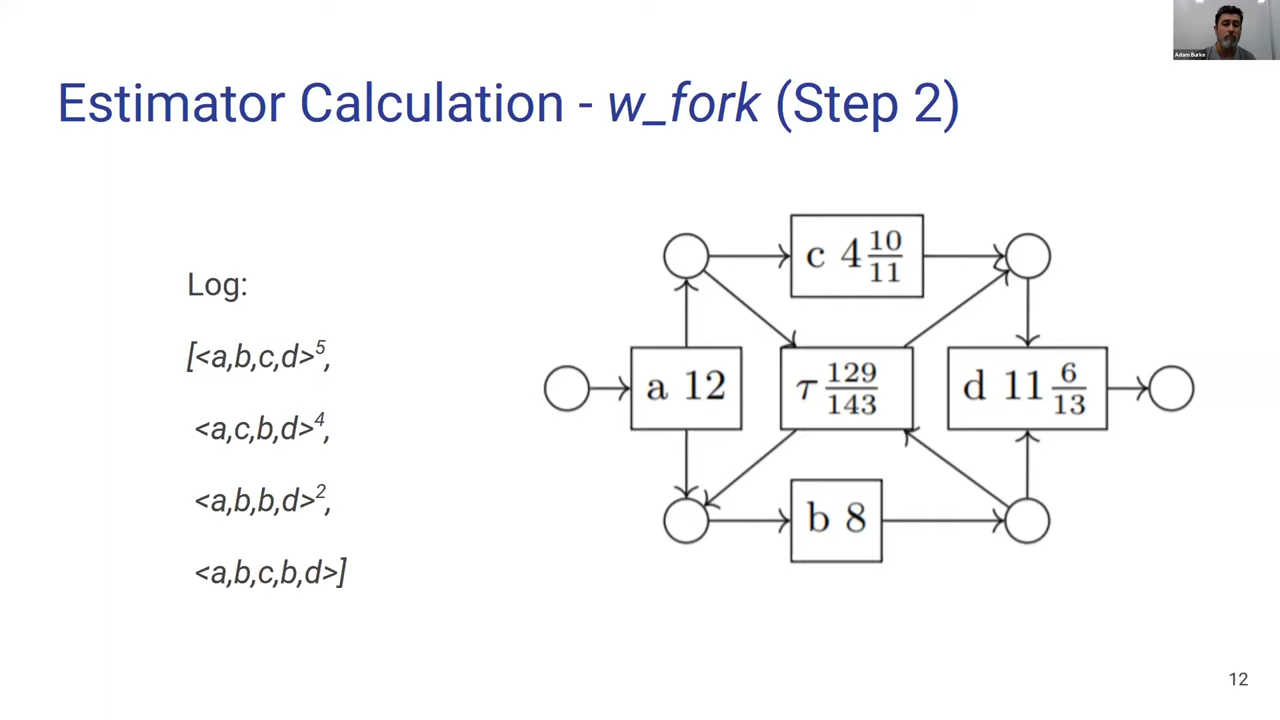 Adam Burke
Estimator Calculation - w_fork (Step 2)
Log:
[<a,b,c,d>⁵,
<a,c,b,d>⁴,
<a,b,b,d>²,
<a,b,c,b,d>]
c 4 10/11
a 12
τ 129/143
d 11 6/13
b 8
12